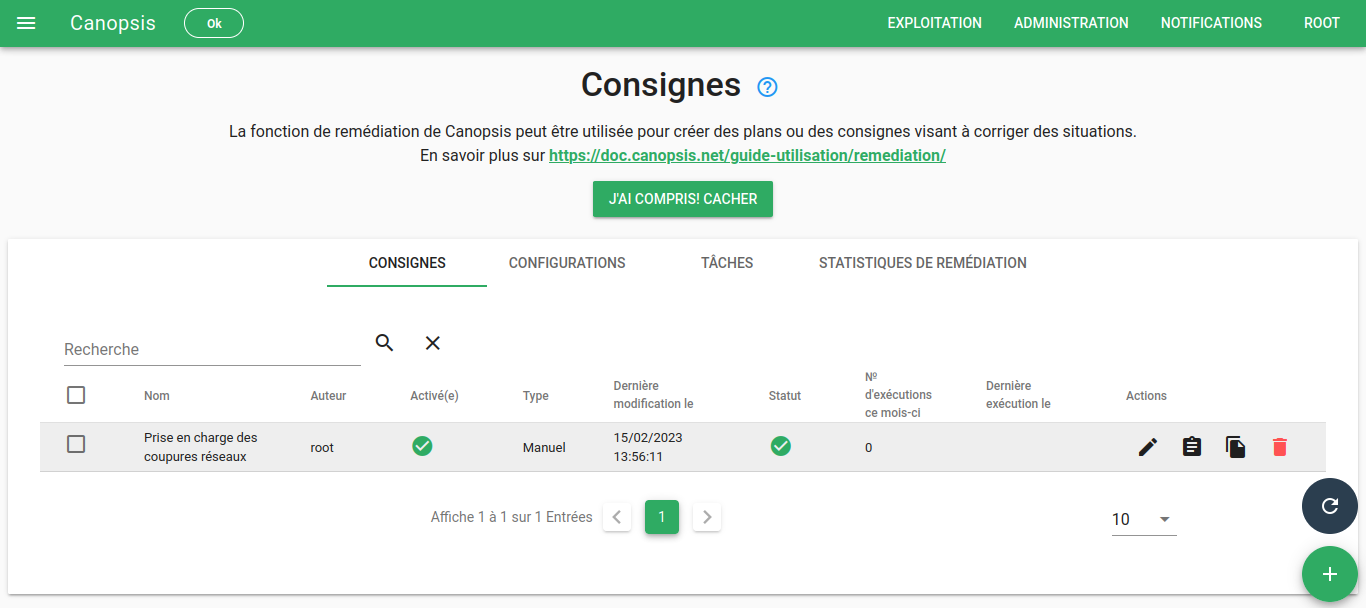 Canopsis
Ok
EXPLOITATION
ADMINISTRATION
NOTIFICATIONS
ROOT
Consignes
La fonction de remédiation de Canopsis peut être utilisée pour créer des plans ou des consignes visant à corriger des situations.
En savoir plus sur https://doc.canopsis.net/guide-utilisation/remediation/
J'AI COMPRIS! CACHER
CONSIGNES
CONFIGURATIONS
TÂCHES
STATISTIQUES DE REMÉDIATION
Recherche
Nom
Auteur
Activé(e)
Type
Dernière
modification le
Statut
N°
d'exécutions
ce mois-ci
Dernière
exécution le
Actions
Prise en charge des
coupures réseaux
root
Manuel
15/02/2023
13:56:11
0
Affiche 1 à 1 sur 1 Entrées
1
10